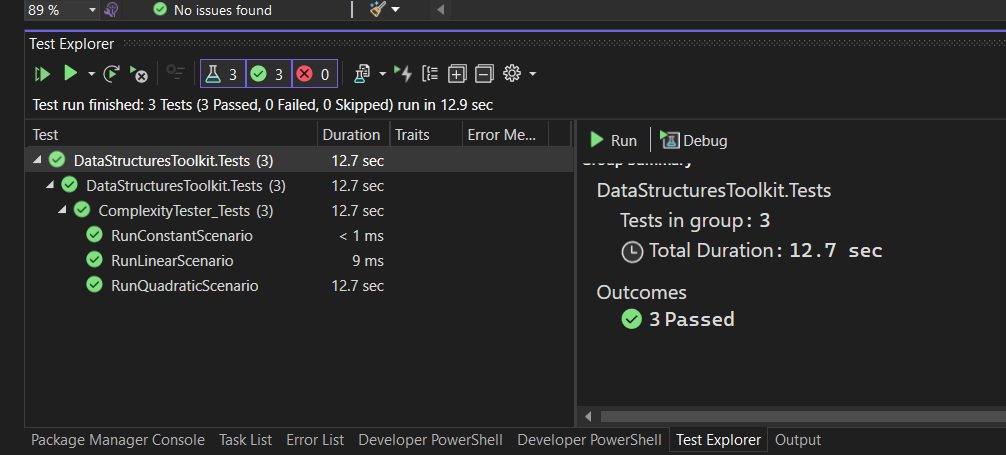 89 %
No issues found
Test Explorer
3 3 0
Test run finished: 3 Tests (3 Passed, 0 Failed, 0 Skipped) run in 12.9 sec
Test Duration Traits Error Me...
DataStructuresToolkit.Tests (3) 12.7 sec
DataStructuresToolkit.Tests (3) 12.7 sec
ComplexityTester_Tests (3) 12.7 sec
RunConstantScenario < 1 ms
RunLinearScenario 9 ms
RunQuadraticScenario 12.7 sec
Run Debug
Group Summary
DataStructuresToolkit.Tests
Tests in group: 3
Total Duration: 12.7 sec
Outcomes
3 Passed
Package Manager Console Task List Error List Developer PowerShell Developer PowerShell Test Explorer Output